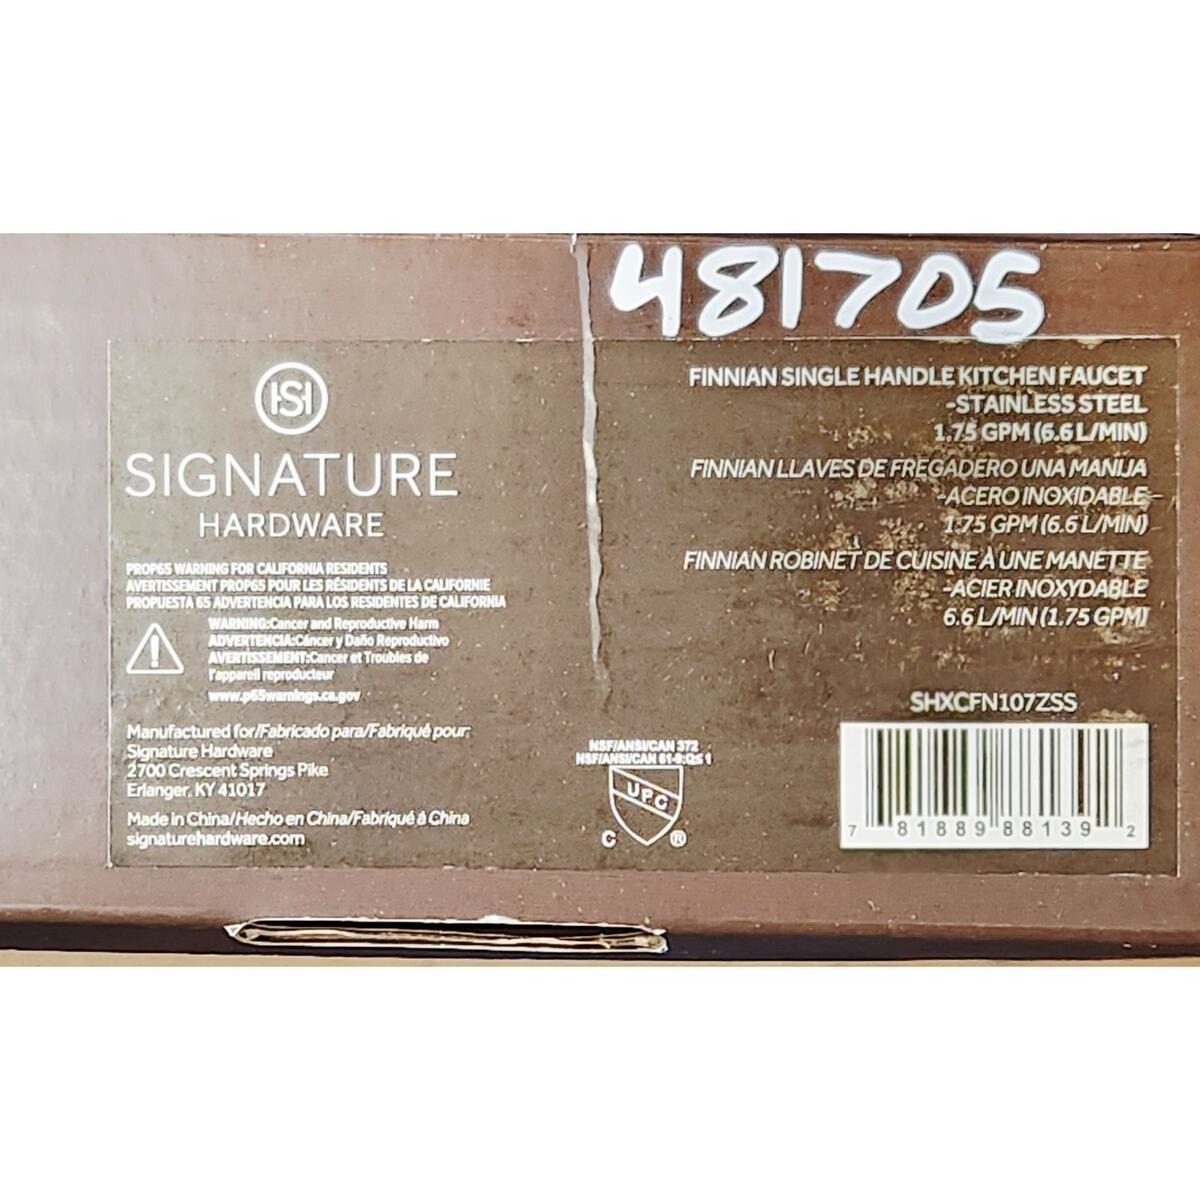 481705
SIGNATURE
HARDWARE
PROP65 WARNING FOR CALIFORNIA RESIDENTS
AVERTISSEMENT PROP65 POUR LES RÉSIDENTS DE LA CALIFORNIE
PROPUESTA 65 ADVERTENCIA PARA LOS RESIDENTES DE CALIFORNIA
WARNING:Cancer and Reproductive Harm
ADVERTENCIA:Cáncer y Daño Reproductivo
AVERTISSEMENT:Cancer et Troubles de
l'appareil reproducteur
www.p65warnings.ca.gov
Manufactured for/Fabricado para/Fabriqué pour:
Signature Hardware
2700 Crescent Springs Pike
Erlanger, KY 41017
Made in China/Hecho en China/Fabriqué á China
signaturehardware.com
NSF/ANSI/CAN 372
NSF/ANSI/CAN 61-9:Q≤1
UPC
C ®
FINNIAN SINGLE HANDLE KITCHEN FAUCET
-STAINLESS STEEL
1.75 GPM (6.6 L/MIN)
FINNIAN LLAVES DE FREGADERO UNA MANIJA
-ACERO INOXIDABLE-
1.75 GPM (6.6 L/MIN)
FINNIAN ROBINET DE CUISINE À UNE MANETTE
-ACIER INOXYDABLE
6.6 L/MIN (1.75 GPM)
SHXCFN107ZSS
7 81889 88139 2